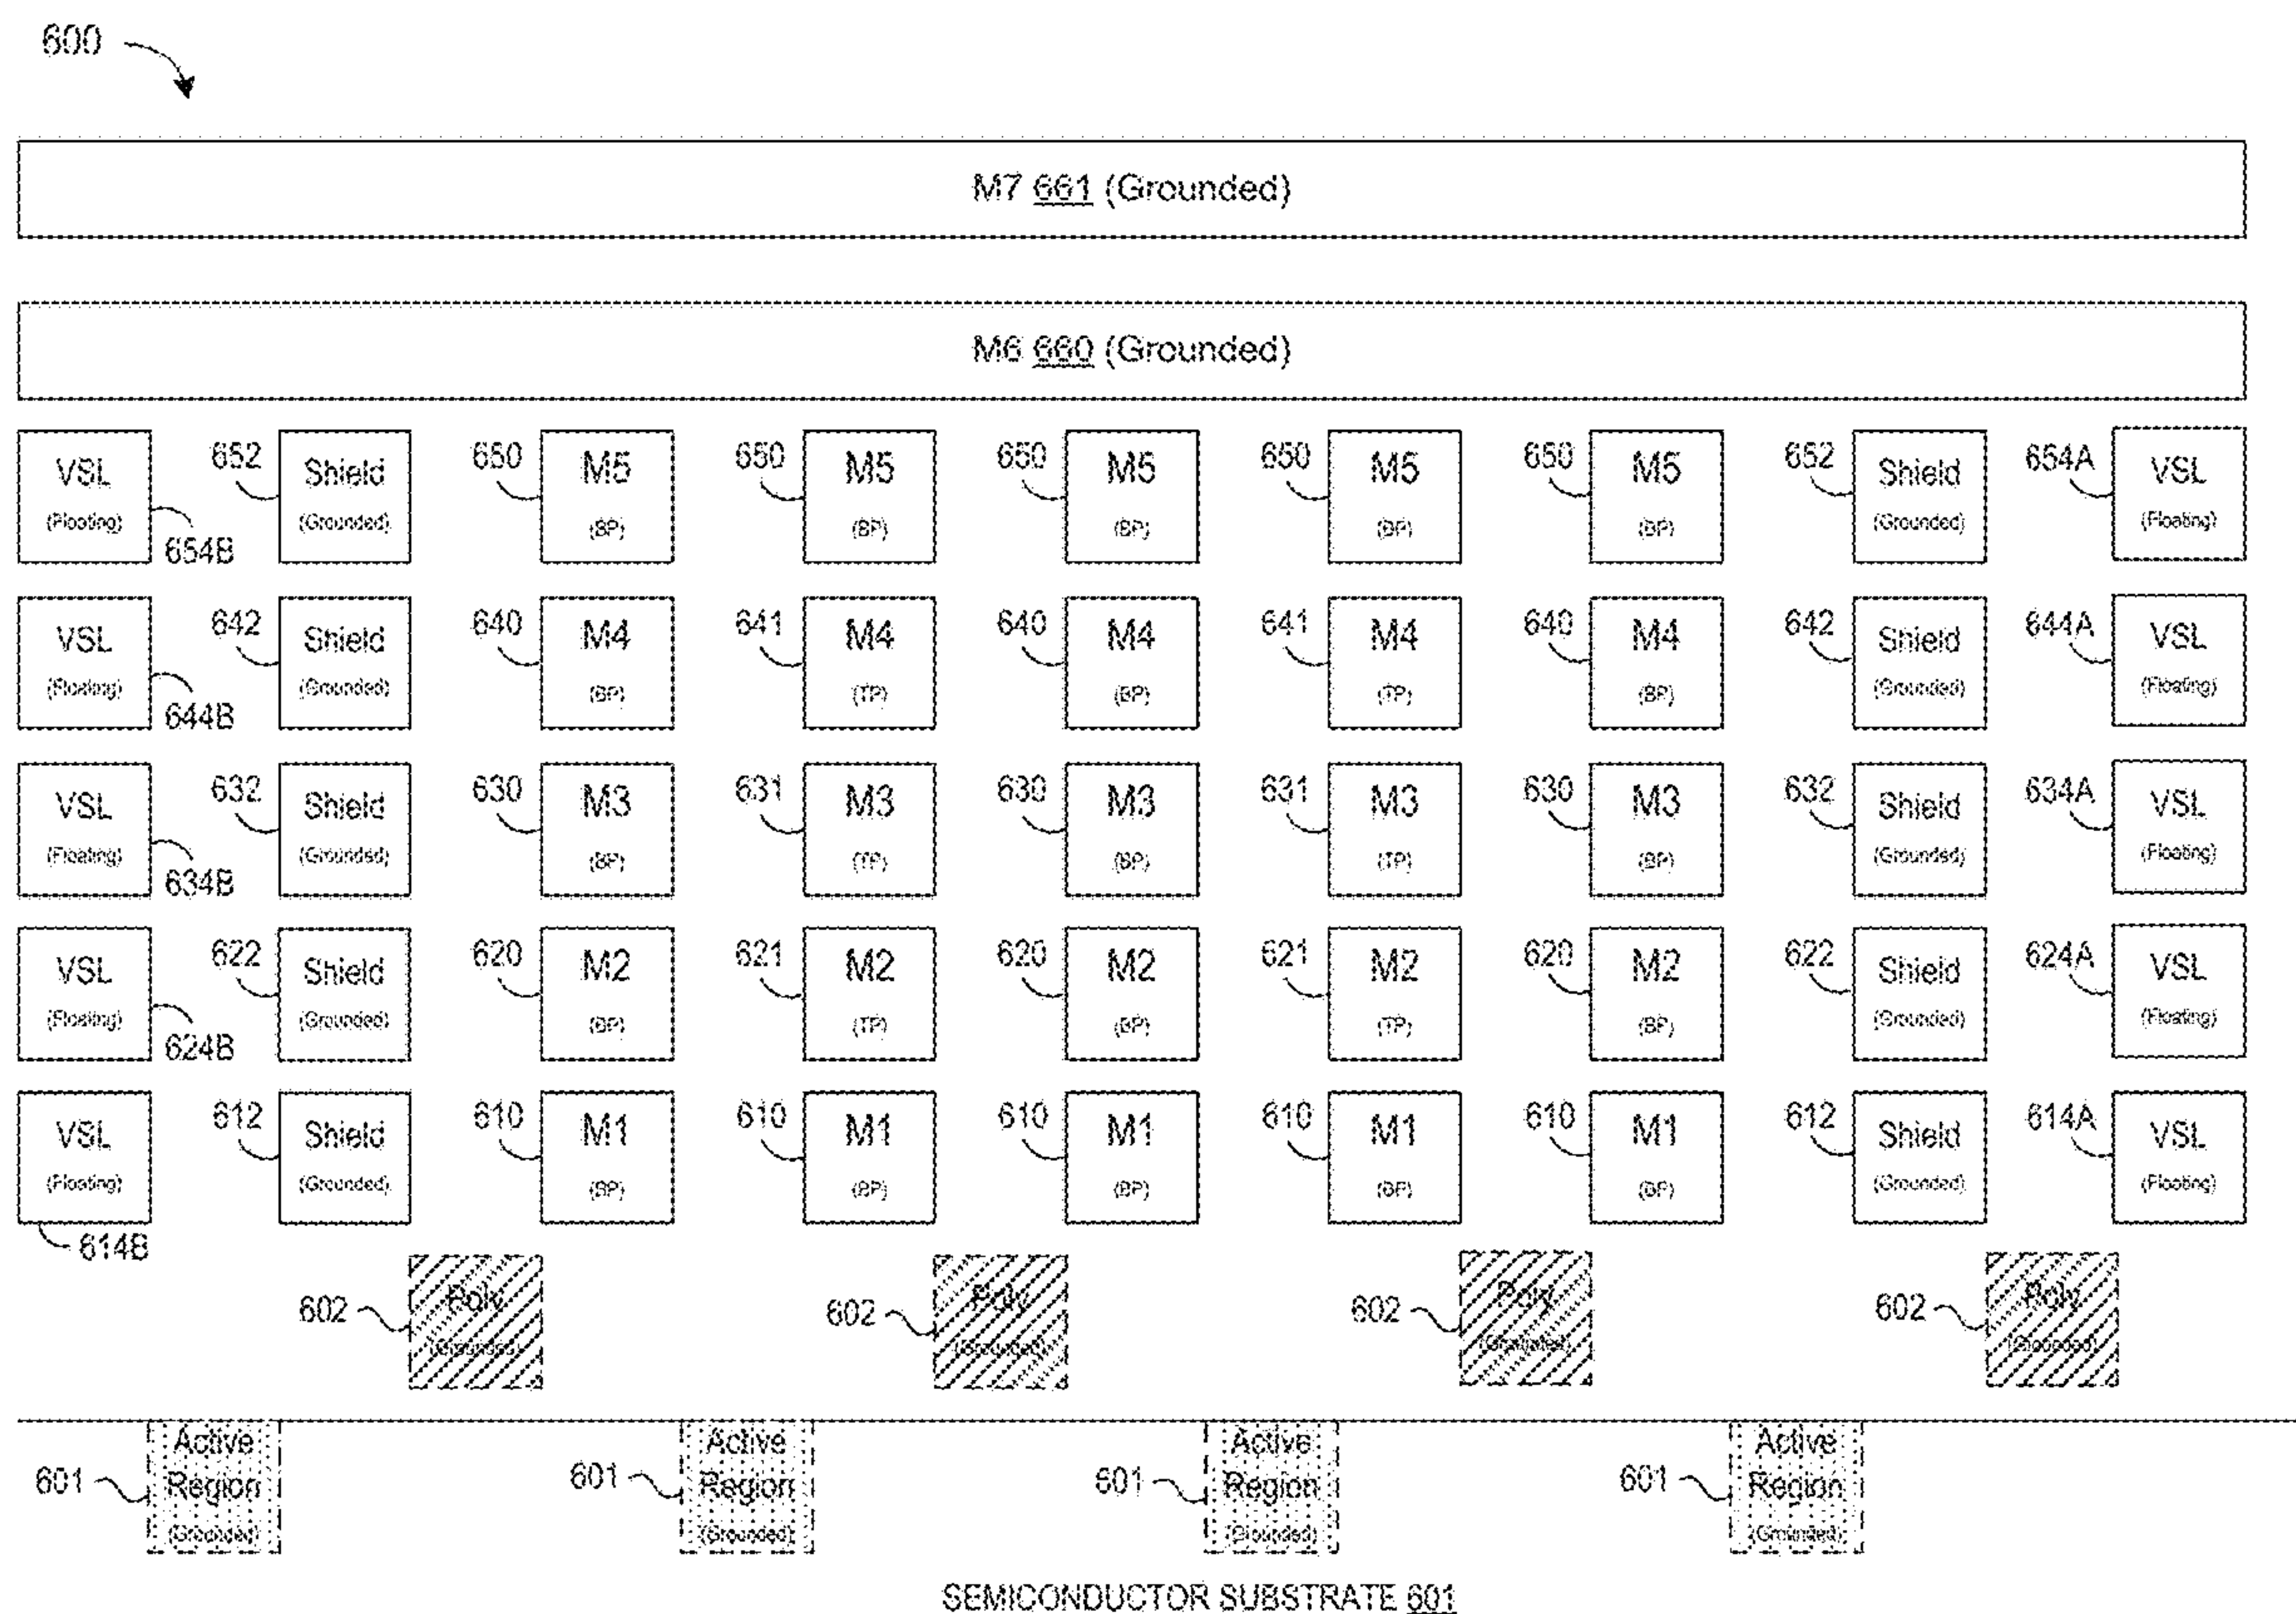 600
M7 661 (Grounded)
M6 660 (Grounded)
652 650 650 650 650 650 652 654A
VSL Shield M5 M5 M5 M5 M5 Shield VSL
(Floating) (Grounded) (BP) (BP) (BP) (BP) (BP) (Grounded) (Floating)
654B
642 640 641 640 641 640 642 644A
VSL Shield M4 M4 M4 M4 M4 Shield VSL
(Floating) (Grounded) (BP) (TP) (BP) (TP) (BP) (Grounded) (Floating)
644B
632 630 631 630 631 630 632 634A
VSL Shield M3 M3 M3 M3 M3 Shield VSL
(Floating) (Grounded) (BP) (TP) (BP) (TP) (BP) (Grounded) (Floating)
634B
622 620 621 620 621 620 622 624A
VSL Shield M2 M2 M2 M2 M2 Shield VSL
(Floating) (Grounded) (BP) (TP) (BP) (TP) (BP) (Grounded) (Floating)
624B
612 610 610 610 610 610 612 614A
VSL Shield M1 M1 M1 M1 M1 Shield VSL
(Floating) (Grounded) (BP) (BP) (BP) (BP) (BP) (Grounded) (Floating)
614B
Poly Poly Poly Poly
602 602 602 602
(Grounded) (Grounded) (Grounded) (Grounded)
Active Active Active Active
601 Region 601 Region 601 Region 601 Region
(Grounded) (Grounded) (Grounded) (Grounded)
SEMICONDUCTOR SUBSTRATE 601